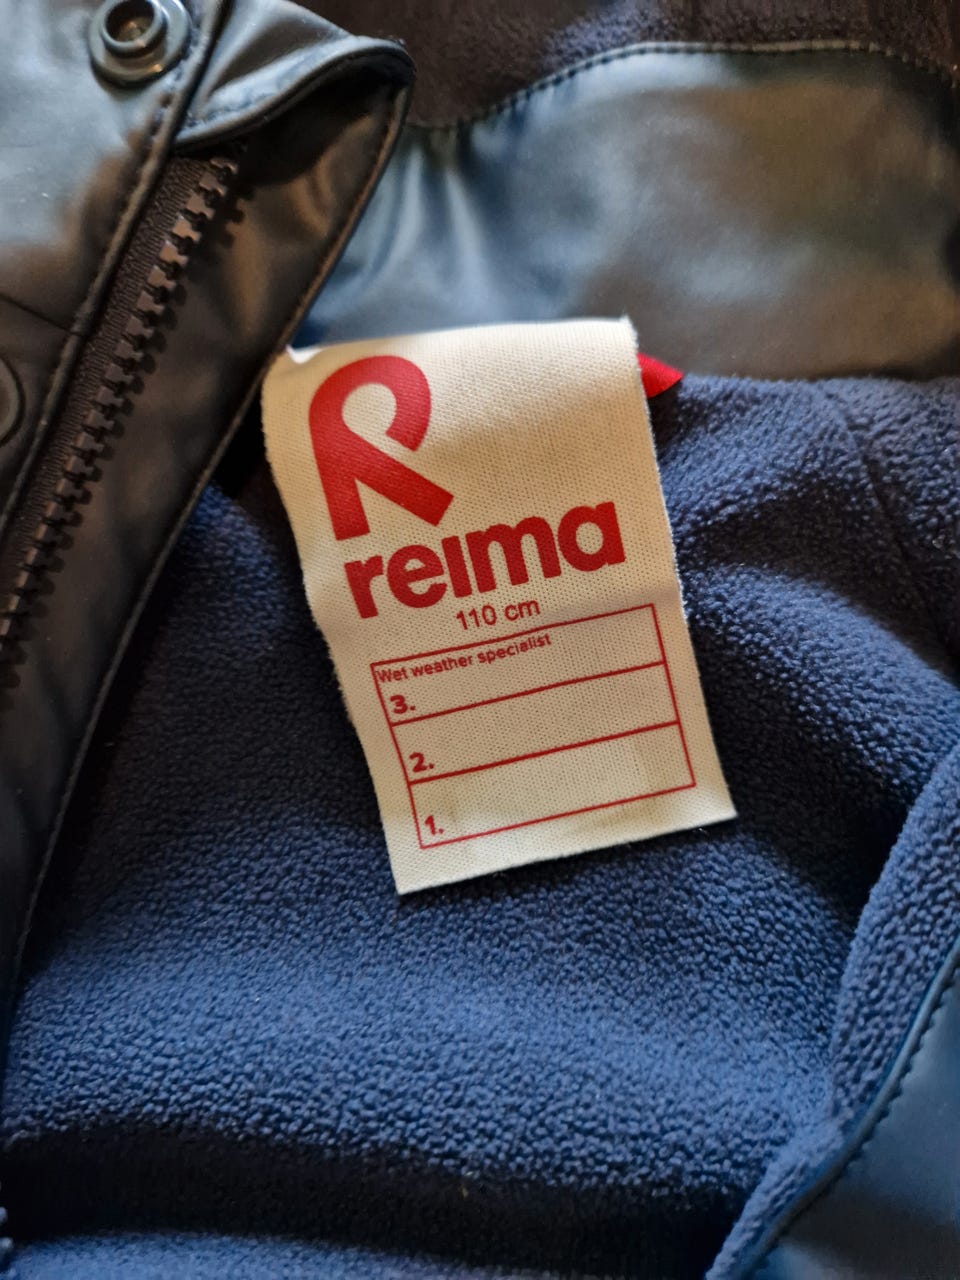 reima
110 cm
Wet weather specialist
3.
2.
1.